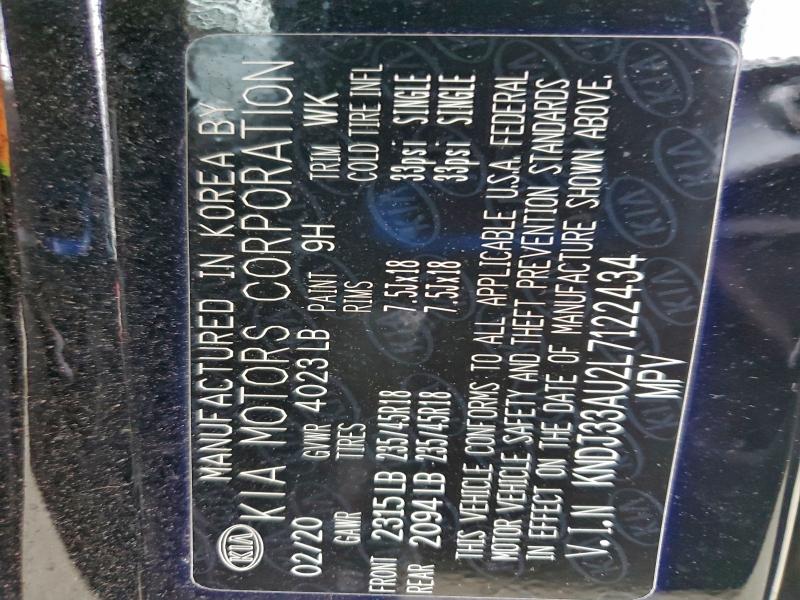 KIA MANUFACTURED IN KOREA BY
KIA MOTORS CORPORATION
02/20 GVWR 4023 LB PAINT 9H TRIM WK
GAWR TIRES RIMS COLD TIRE INFL
FRONT 2315 LB 235/45R18 7.5Jx18 33psi SINGLE
REAR 2094 LB 235/45R18 7.5Jx18 33psi SINGLE
THIS VEHICLE CONFORMS TO ALL APPLICABLE U.S.A. FEDERAL
MOTOR VEHICLE SAFETY AND THEFT PREVENTION STANDARDS
IN EFFECT ON THE DATE OF MANUFACTURE SHOWN ABOVE.
V.I.N KNDJ33AU2L7122434
MPV